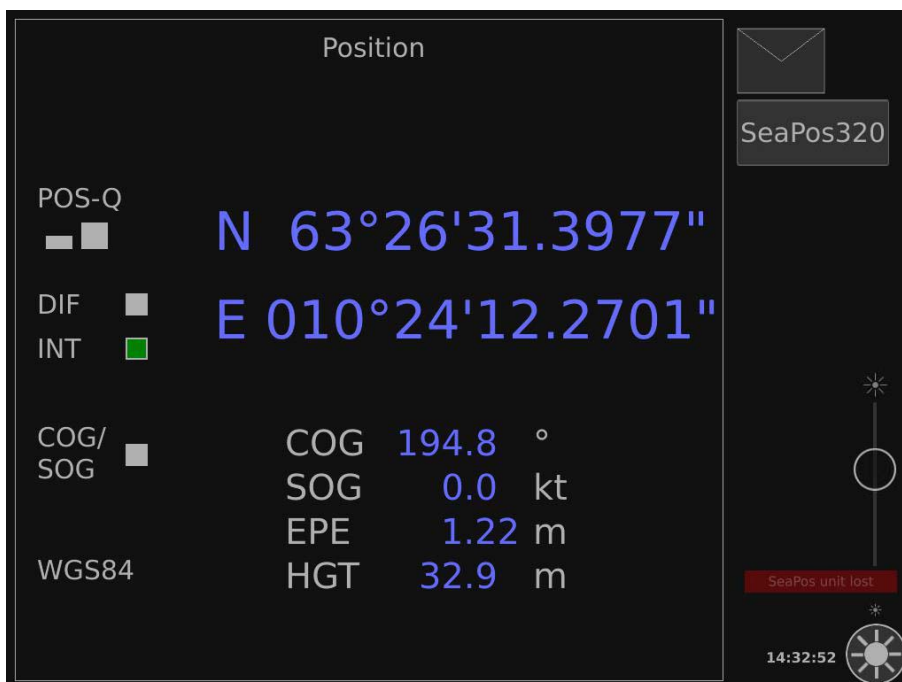 Position
SeaPos320
POS-Q
N 63°26'31.3977"
DIF
E 010°24'12.2701"
INT
COG/
SOG
COG 194.8 °
SOG 0.0 kt
EPE 1.22 m
WGS84
HGT 32.9 m
SeaPos unit lost
14:32:52